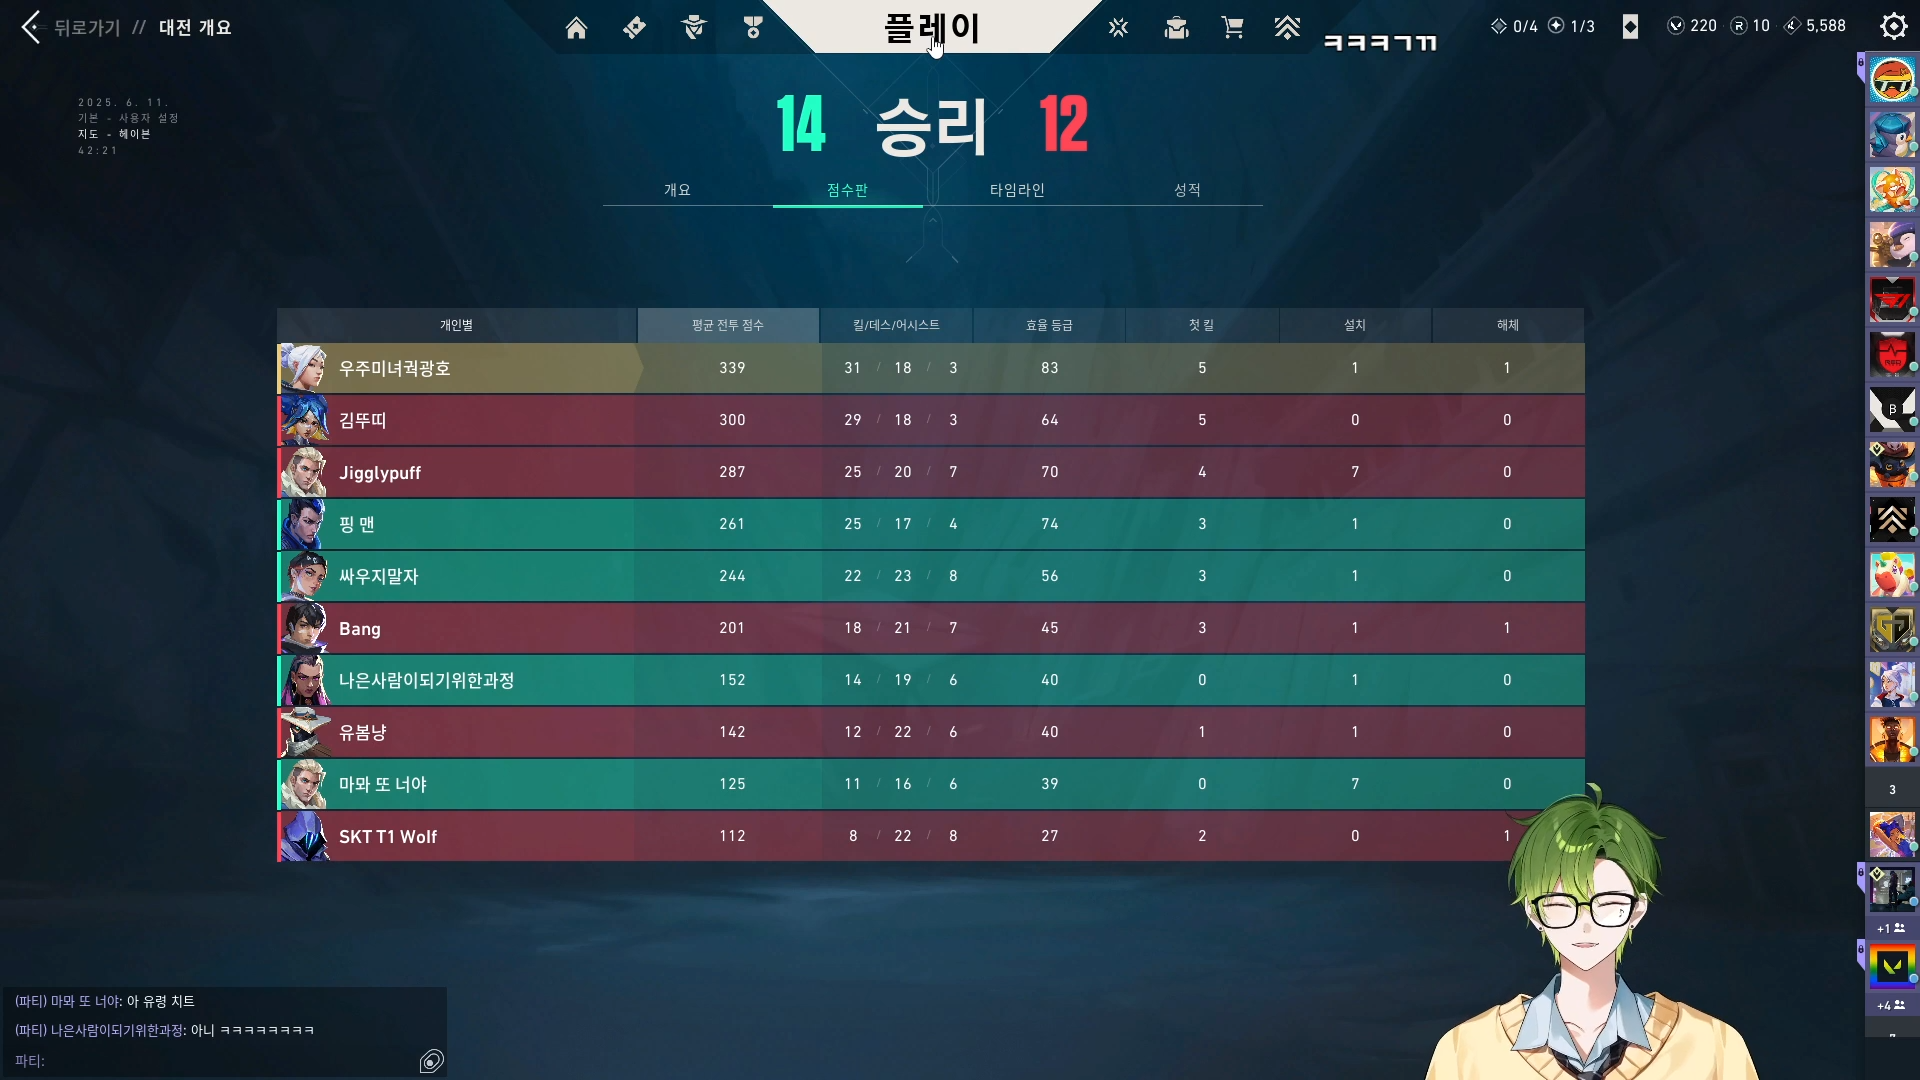 뒤로가기 // 대전 개요
플레이
ㅋㅋㅋㄱㄲ
0/4 1/3 220 10 5,588
2025. 6. 11.
기본 - 사용자 설정
지도 - 헤이븐
42:21
14 승리 12
개요 점수판 타임라인 성적
개인별 평균 전투 점수 킬/데스/어시스트 효율 등급 첫 킬 설치 해체
우주미녀궉광호 339 31 / 18 / 3 83 5 1 1
김뚜띠 300 29 / 18 / 3 64 5 0 0
Jigglypuff 287 25 / 20 / 7 70 4 7 0
핑 맨 261 25 / 17 / 4 74 3 1 0
싸우지말자 244 22 / 23 / 8 56 3 1 0
Bang 201 18 / 21 / 7 45 3 1 1
나은사람이되기위한과정 152 14 / 19 / 6 40 0 1 0
유봄냥 142 12 / 22 / 6 40 1 1 0
마뫄 또 너야 125 11 / 16 / 6 39 0 7 0
SKT T1 Wolf 112 8 / 22 / 8 27 2 0 1
3
+1
+4
(파티) 마뫄 또 너야: 아 유령 치트
(파티) 나은사람이되기위한과정: 아니 ㅋㅋㅋㅋㅋㅋㅋㅋ
파티: